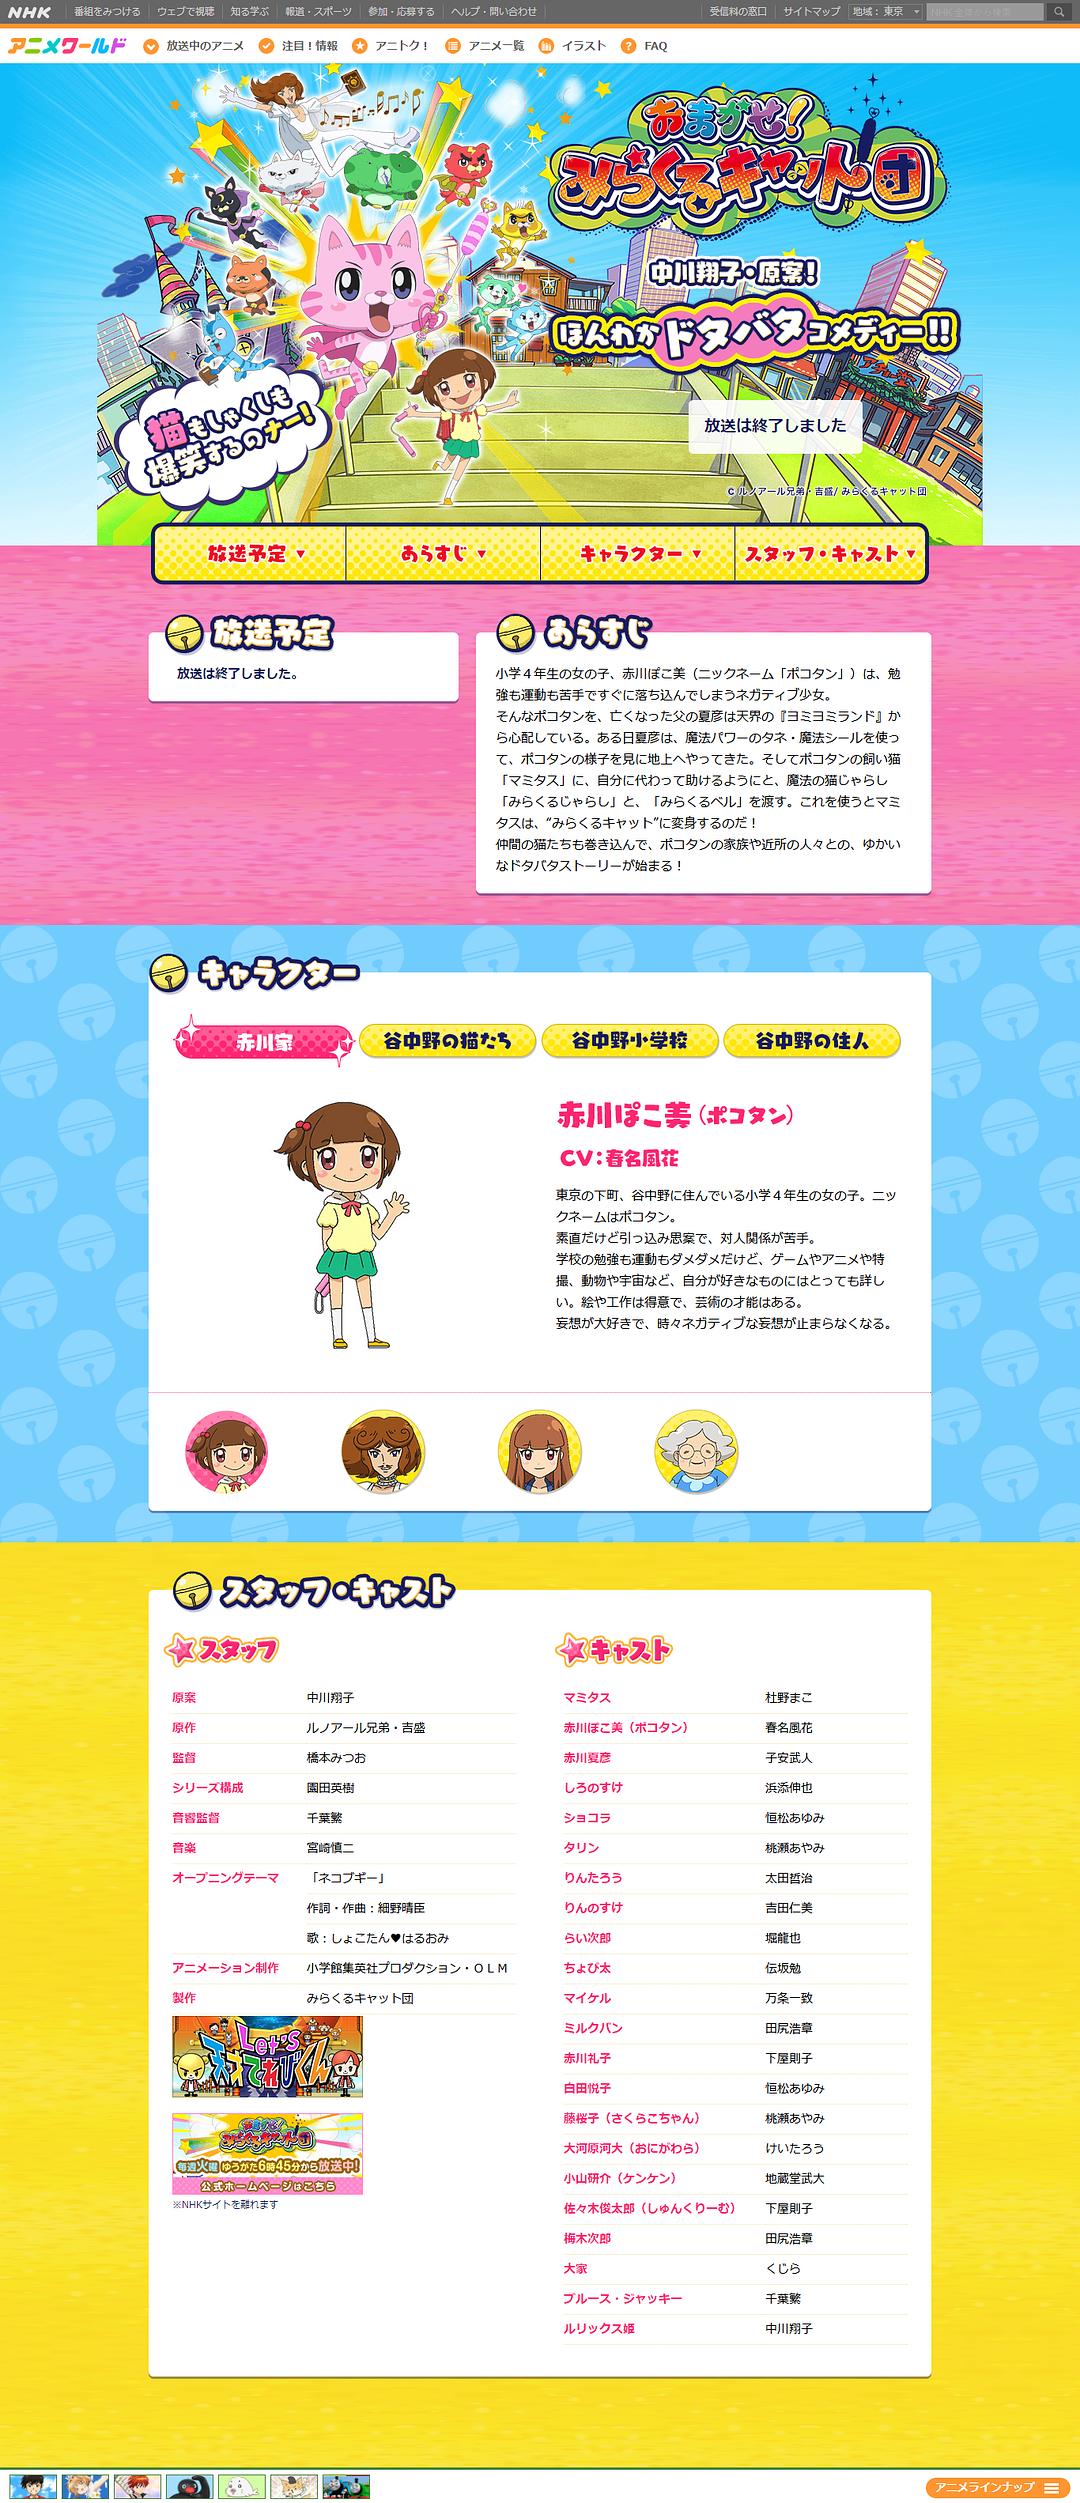 NHK
番組をみつける
ウェブで視聴
知る学ぶ
報道・スポーツ
参加・応募する
ヘルプ・問い合わせ
受信料の窓口
サイトマップ
地域：東京
NHK 全体から検索
アニメワールド
放送中のアニメ
注目！情報
アニトク！
アニメ一覧
イラスト
FAQ
おまかせ！
みらくるキャット団
中川翔子・原案！
ほんわかドタバタコメディー!!
猫もしゃくしも
爆笑するのナー！
放送は終了しました
C ルノアール兄弟・吉盛/ みらくるキャット団
放送予定▼
あらすじ▼
キャラクター▼
スタッフ・キャスト▼
放送予定
放送は終了しました。
あらすじ
小学４年生の女の子、赤川ぽこ美（ニックネーム「ポコタン」）は、勉
強も運動も苦手ですぐに落ち込んでしまうネガティブ少女。
そんなポコタンを、亡くなった父の夏彦は天界の『ヨミヨミランド』か
ら心配している。ある日夏彦は、魔法パワーのタネ・魔法シールを使っ
て、ポコタンの様子を見に地上へやってきた。そしてポコタンの飼い猫
「マミタス」に、自分に代わって助けるようにと、魔法の猫じゃらし
「みらくるじゃらし」と、「みらくるベル」を渡す。これを使うとマミ
タスは、“みらくるキャット”に変身するのだ！
仲間の猫たちも巻き込んで、ポコタンの家族や近所の人々との、ゆかい
なドタバタストーリーが始まる！
キャラクター
赤川家
谷中野の猫たち
谷中野小学校
谷中野の住人
赤川ぽこ美（ポコタン）
CV：春名風花
東京の下町、谷中野に住んでいる小学４年生の女の子。ニッ
クネームはポコタン。
素直だけど引っ込み思案で、対人関係が苦手。
学校の勉強も運動もダメダメだけど、ゲームやアニメや特
撮、動物や宇宙など、自分が好きなものにはとっても詳し
い。絵や工作は得意で、芸術の才能はある。
妄想が大好きで、時々ネガティブな妄想が止まらなくなる。
スタッフ・キャスト
スタッフ
原案 中川翔子
原作 ルノアール兄弟・吉盛
監督 橋本みつお
シリーズ構成 園田英樹
音響監督 千葉繁
音楽 宮崎慎二
オープニングテーマ 「ネコブギー」
作詞・作曲：細野晴臣
歌：しょこたん♥はるおみ
アニメーション制作 小学館集英社プロダクション・ＯＬＭ
製作 みらくるキャット団
Let's
天才てれびくん
おまかせ！
みらくるキャット団
毎週火曜 ゆうがた6時45分から放送中！
公式ホームページはこちら
※NHKサイトを離れます
キャスト
マミタス 杜野まこ
赤川ぽこ美（ポコタン） 春名風花
赤川夏彦 子安武人
しろのすけ 浜添伸也
ショコラ 恒松あゆみ
タリン 桃瀬あやみ
りんたろう 太田哲治
りんのすけ 吉田仁美
らい次郎 堀龍也
ちょぴ太 伝坂勉
マイケル 万条一致
ミルクバン 田尻浩章
赤川礼子 下屋則子
白田悦子 恒松あゆみ
藤桜子（さくらこちゃん） 桃瀬あやみ
大河原河大（おにがわら） けいたろう
小山研介（ケンケン） 地蔵堂武大
佐々木俊太郎（しゅんくりーむ） 下屋則子
梅木次郎 田尻浩章
大家 くじら
ブルース・ジャッキー 千葉繁
ルリックス姫 中川翔子
アニメラインナップ